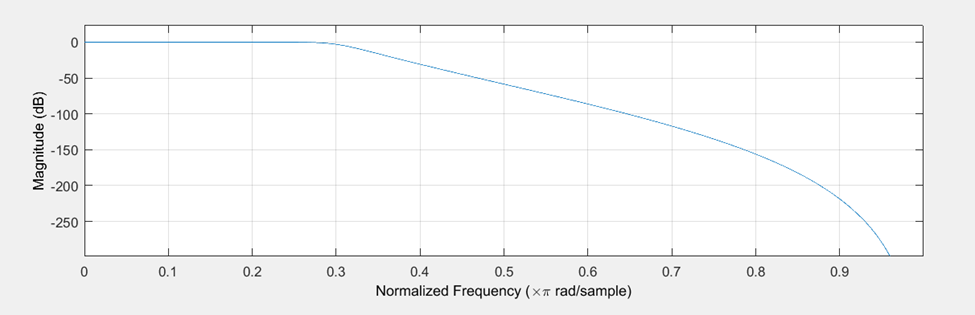 0
-50
-100
-150
-200
-250
Magnitude (dB)
0 0.1 0.2 0.3 0.4 0.5 0.6 0.7 0.8 0.9
Normalized Frequency (×π rad/sample)